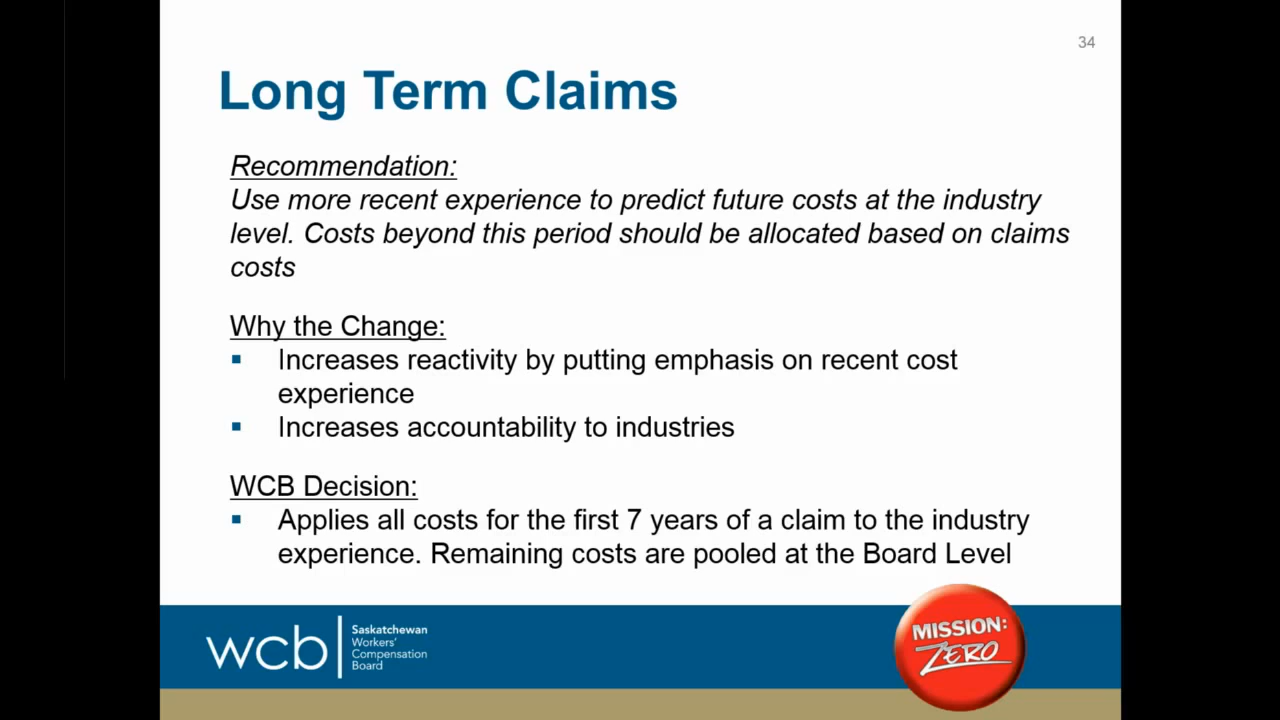 34
Long Term Claims
Recommendation:
Use more recent experience to predict future costs at the industry
level. Costs beyond this period should be allocated based on claims
costs
Why the Change:
▪ Increases reactivity by putting emphasis on recent cost
experience
▪ Increases accountability to industries
WCB Decision:
▪ Applies all costs for the first 7 years of a claim to the industry
experience. Remaining costs are pooled at the Board Level
wcb
Saskatchewan
Workers'
Compensation
Board
MISSION:
ZERO